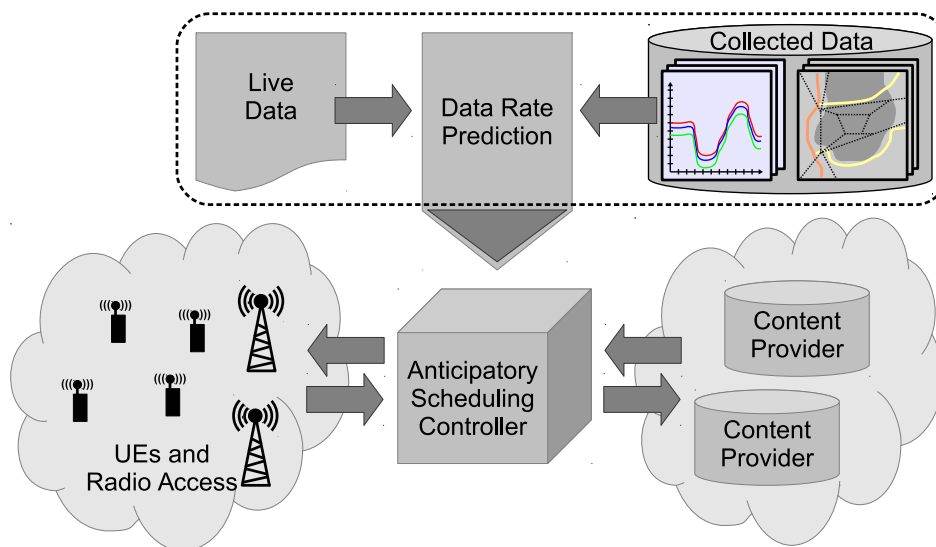 Collected Data
Live
Data
Data Rate
Prediction
Anticipatory
Scheduling
Controller
UEs and
Radio Access
Content
Provider
Content
Provider